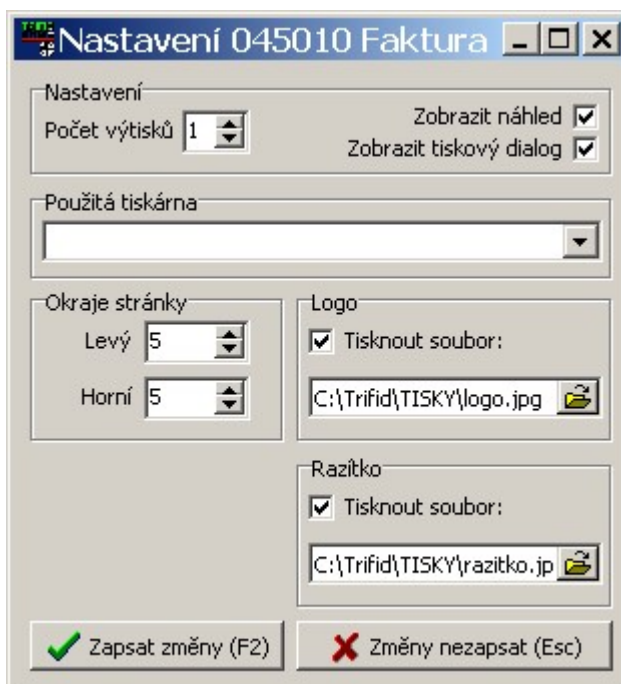 Nastavení 045010 Faktura
Nastavení
Počet výtisků 1
Zobrazit náhled
Zobrazit tiskový dialog
Použitá tiskárna
Okraje stránky
Levý 5
Horní 5
Logo
Tisknout soubor:
C:\Trifid\TISKY\logo.jpg
Razítko
Tisknout soubor:
C:\Trifid\TISKY\razitko.jp
Zapsat změny (F2)
Změny nezapsat (Esc)